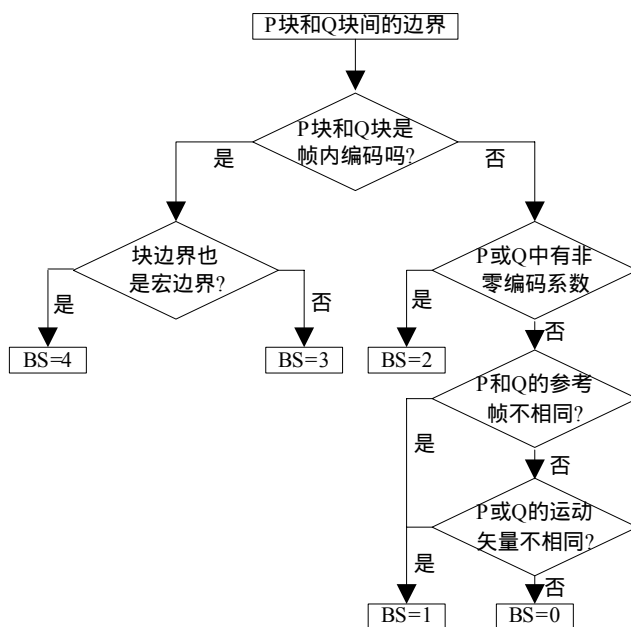 P块和Q块间的边界
P块和Q块是
帧内编码吗?
是
否
块边界也
是宏边界?
P或Q中有非
零编码系数
是
否
是
否
BS=4
BS=3
BS=2
P和Q的参考
帧不相同?
是
否
P或Q的运动
矢量不相同?
是
否
BS=1
BS=0